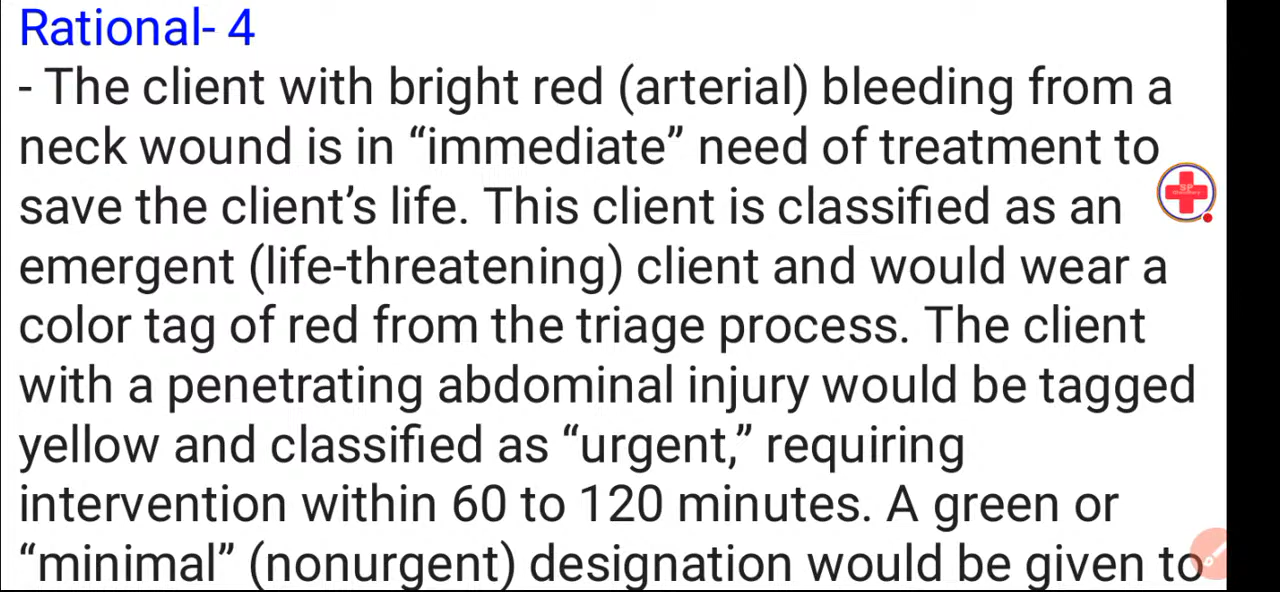 Rational- 4
- The client with bright red (arterial) bleeding from a
neck wound is in “immediate” need of treatment to
save the client’s life. This client is classified as an
emergent (life-threatening) client and would wear a
color tag of red from the triage process. The client
with a penetrating abdominal injury would be tagged
yellow and classified as “urgent,” requiring
intervention within 60 to 120 minutes. A green or
“minimal” (nonurgent) designation would be given to
SP